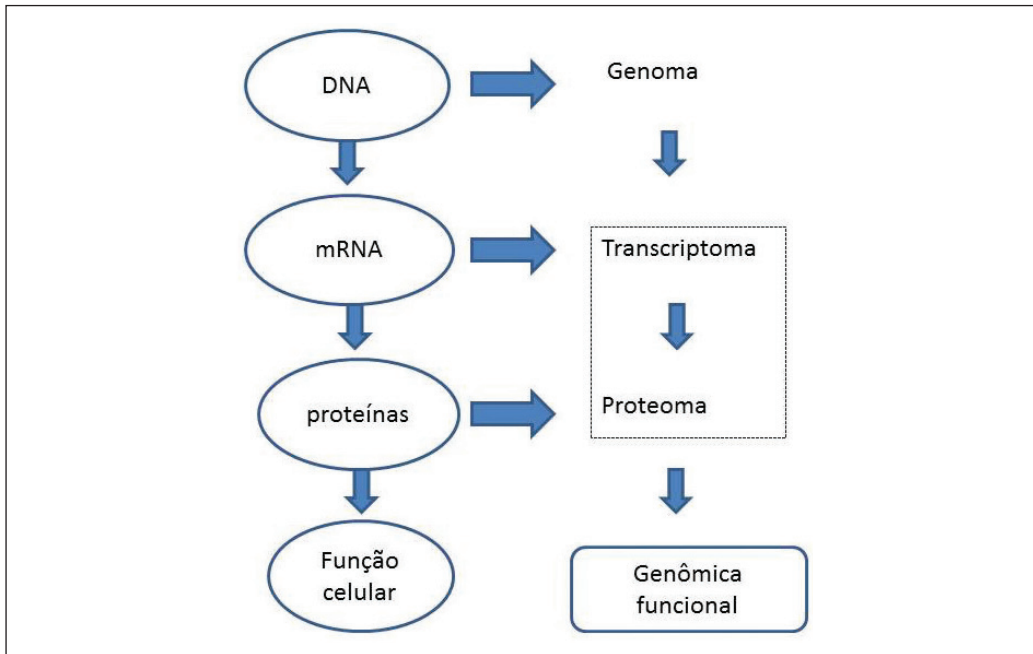 DNA
Genoma
mRNA
Transcriptoma
proteínas
Proteoma
Função
celular
Genômica
funcional